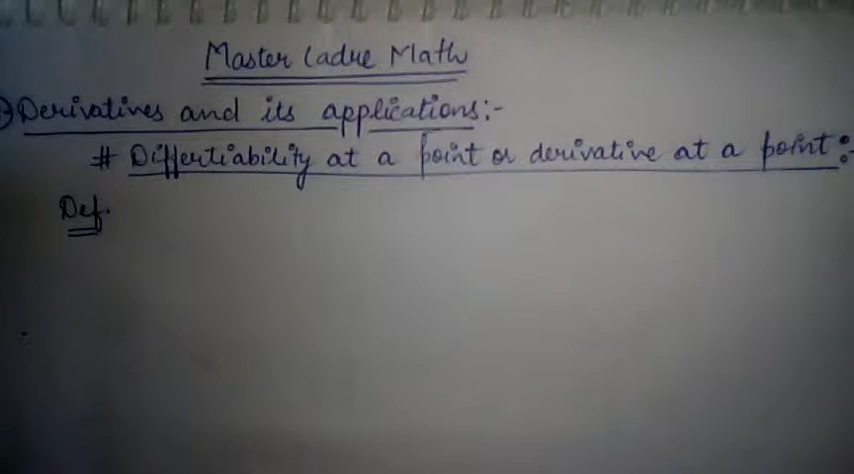 Master Cadre Math
Derivatives and its applications:-
# Differtiability at a point or derivative at a point:-
Def.